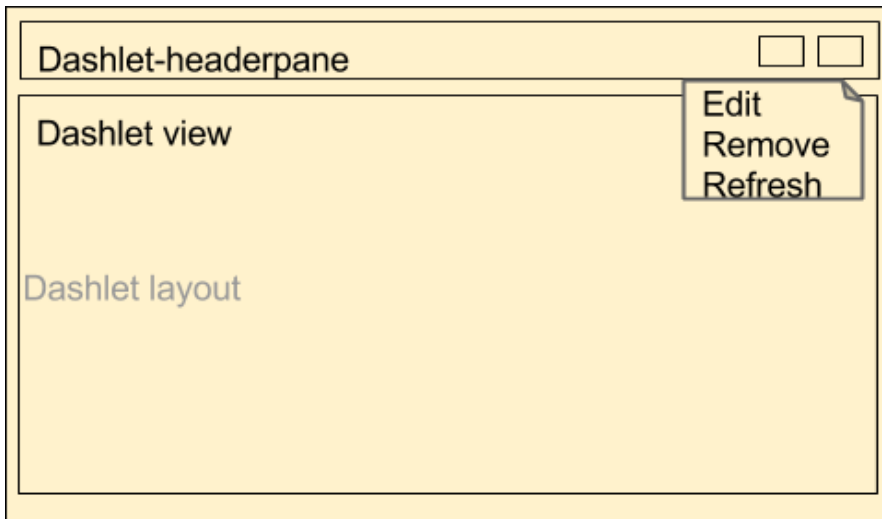 Dashlet-headerpane
Edit
Dashlet view
Remove
Refresh
Dashlet layout